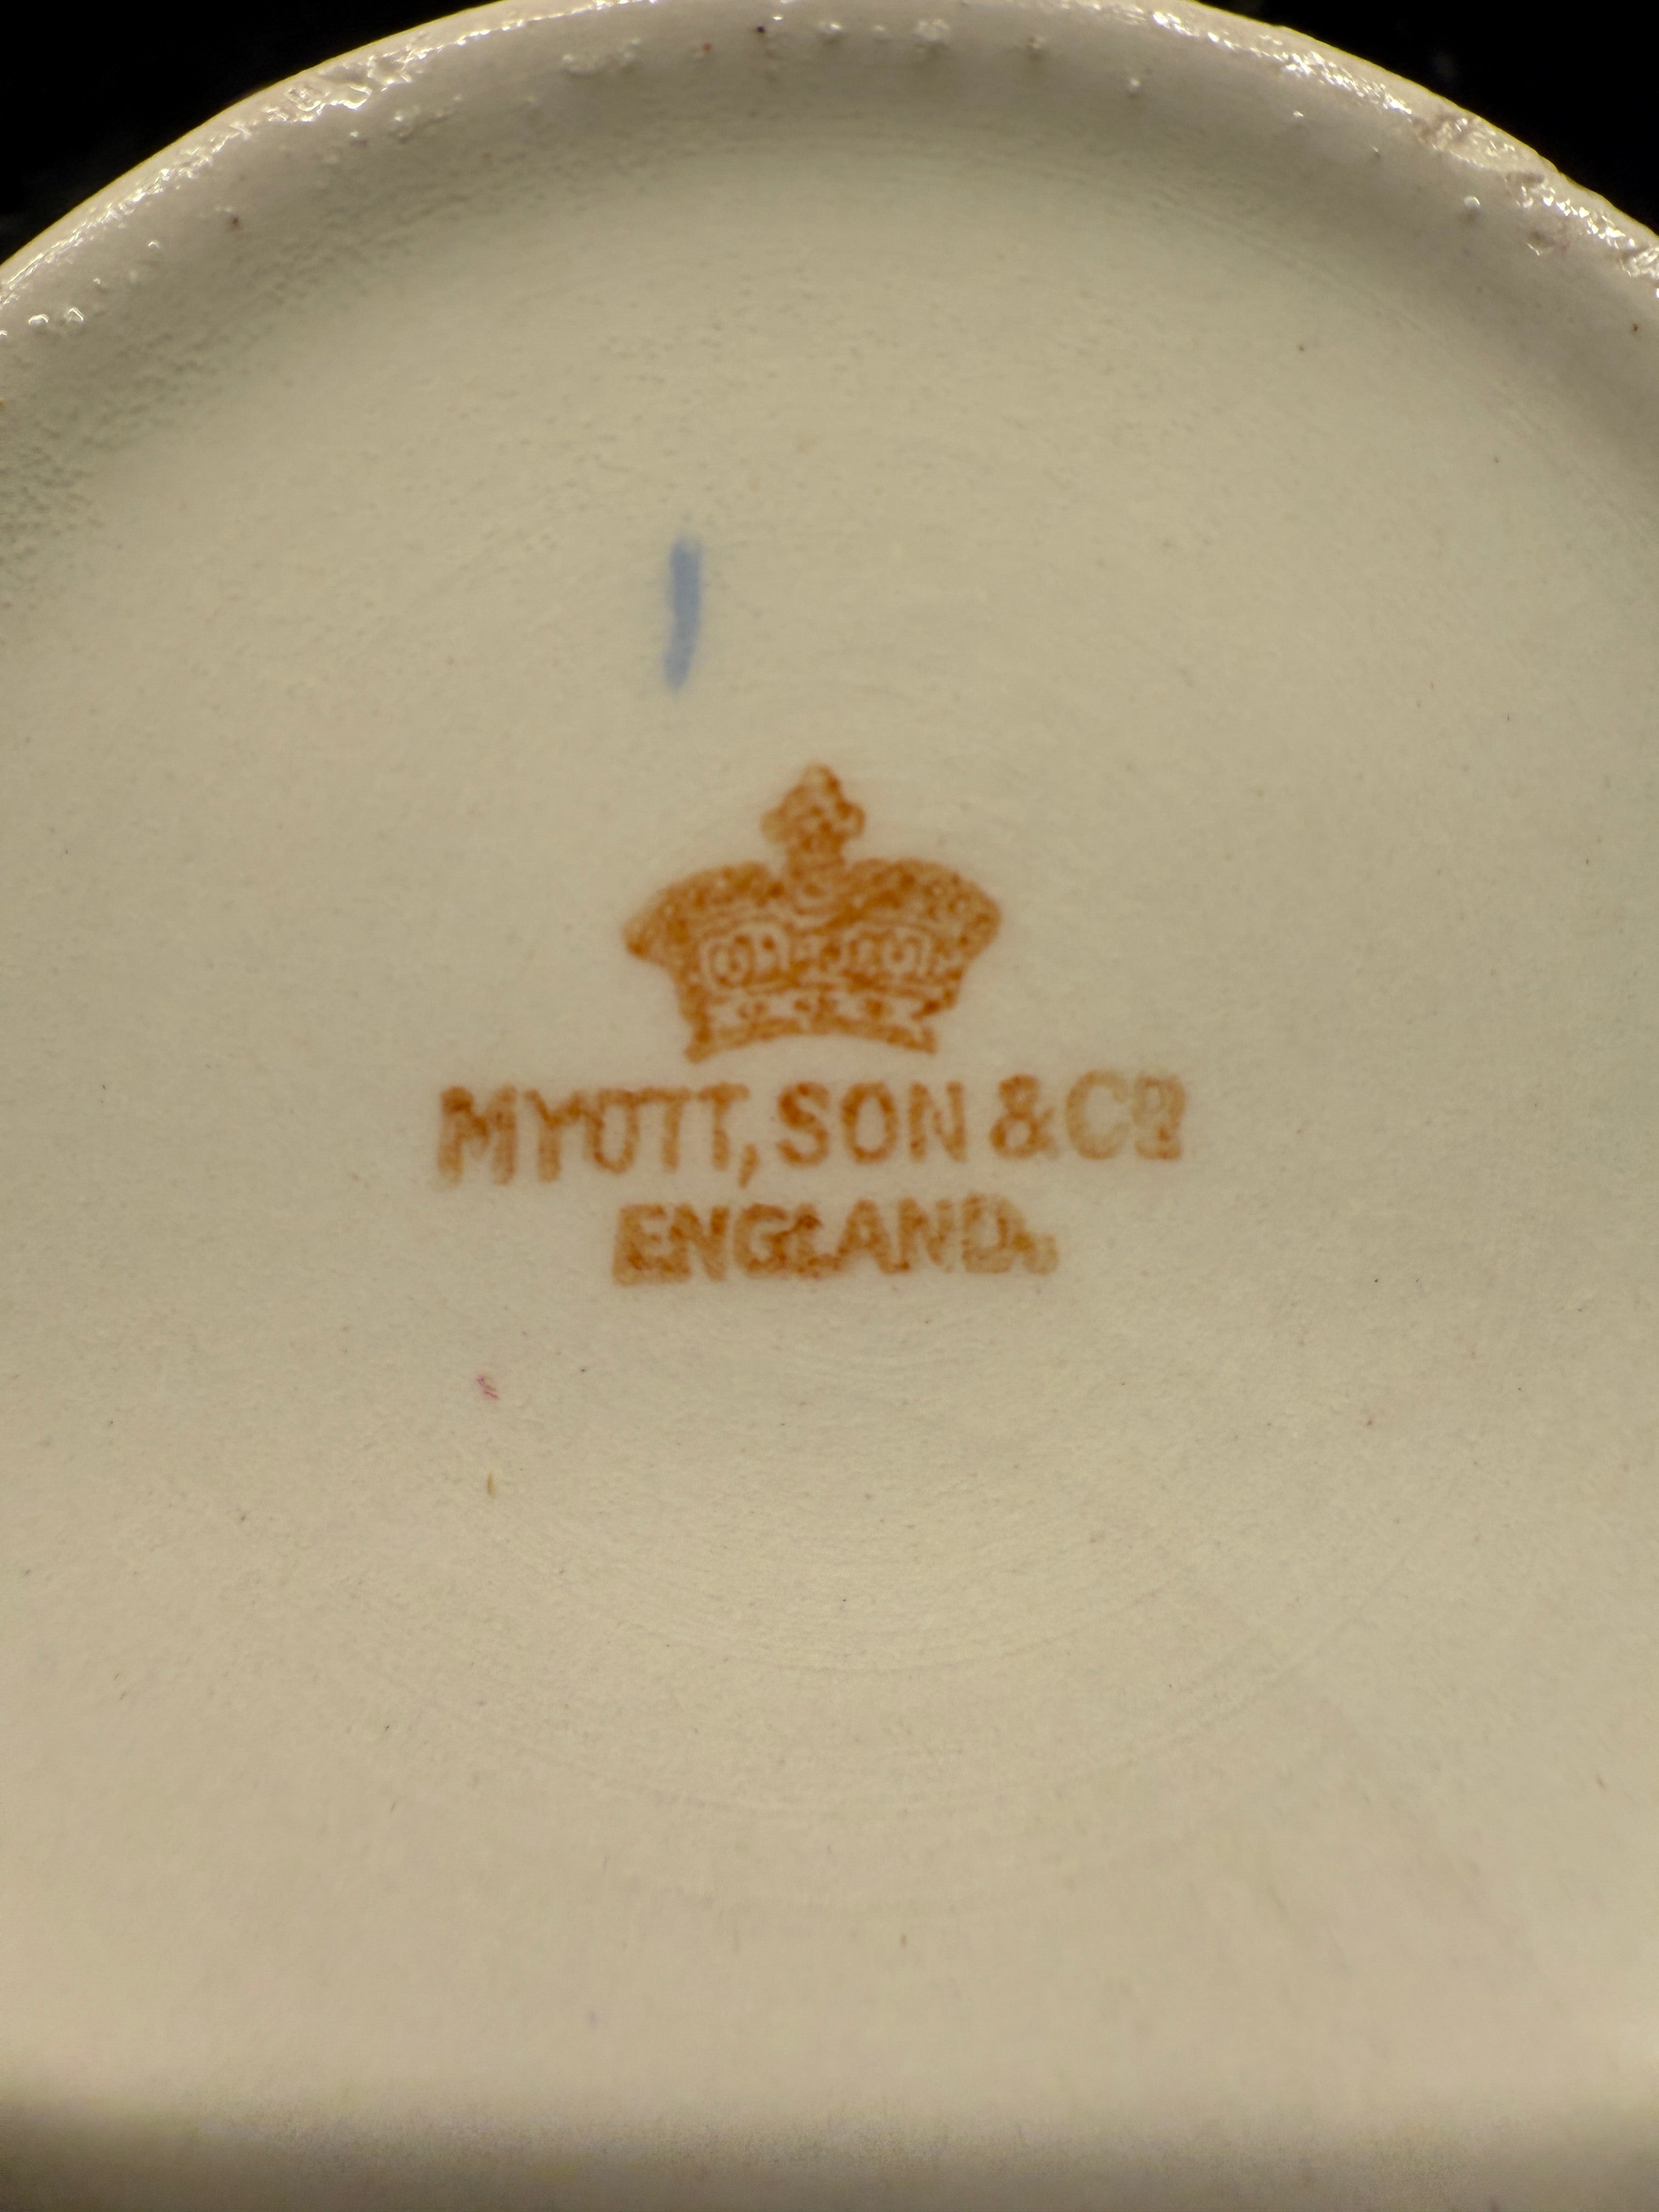 MYOTT, SON & Co
ENGLAND.